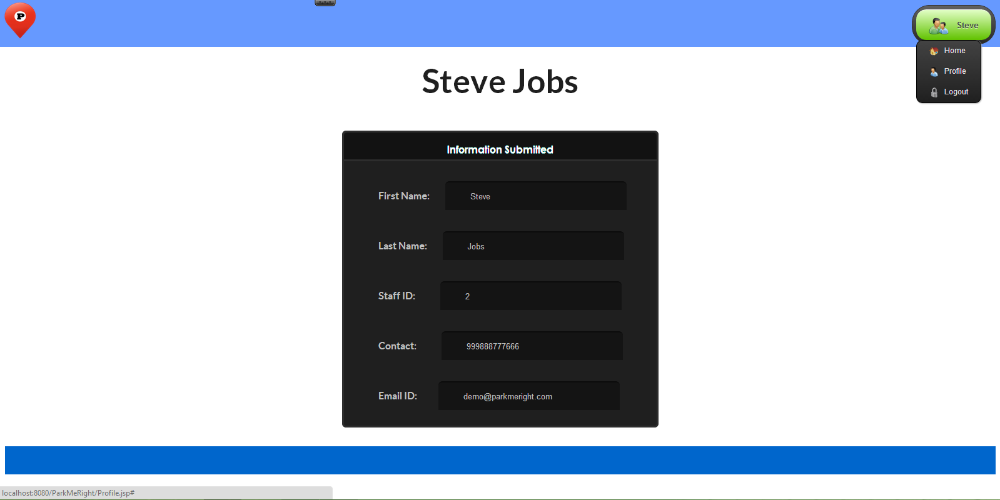 P
Steve
Home
Profile
Logout
Steve Jobs
Information Submitted
First Name: Steve
Last Name: Jobs
Staff ID: 2
Contact: 999888777666
Email ID: demo@parkmeright.com
localhost:8080/ParkMeRight/Profile.jsp#